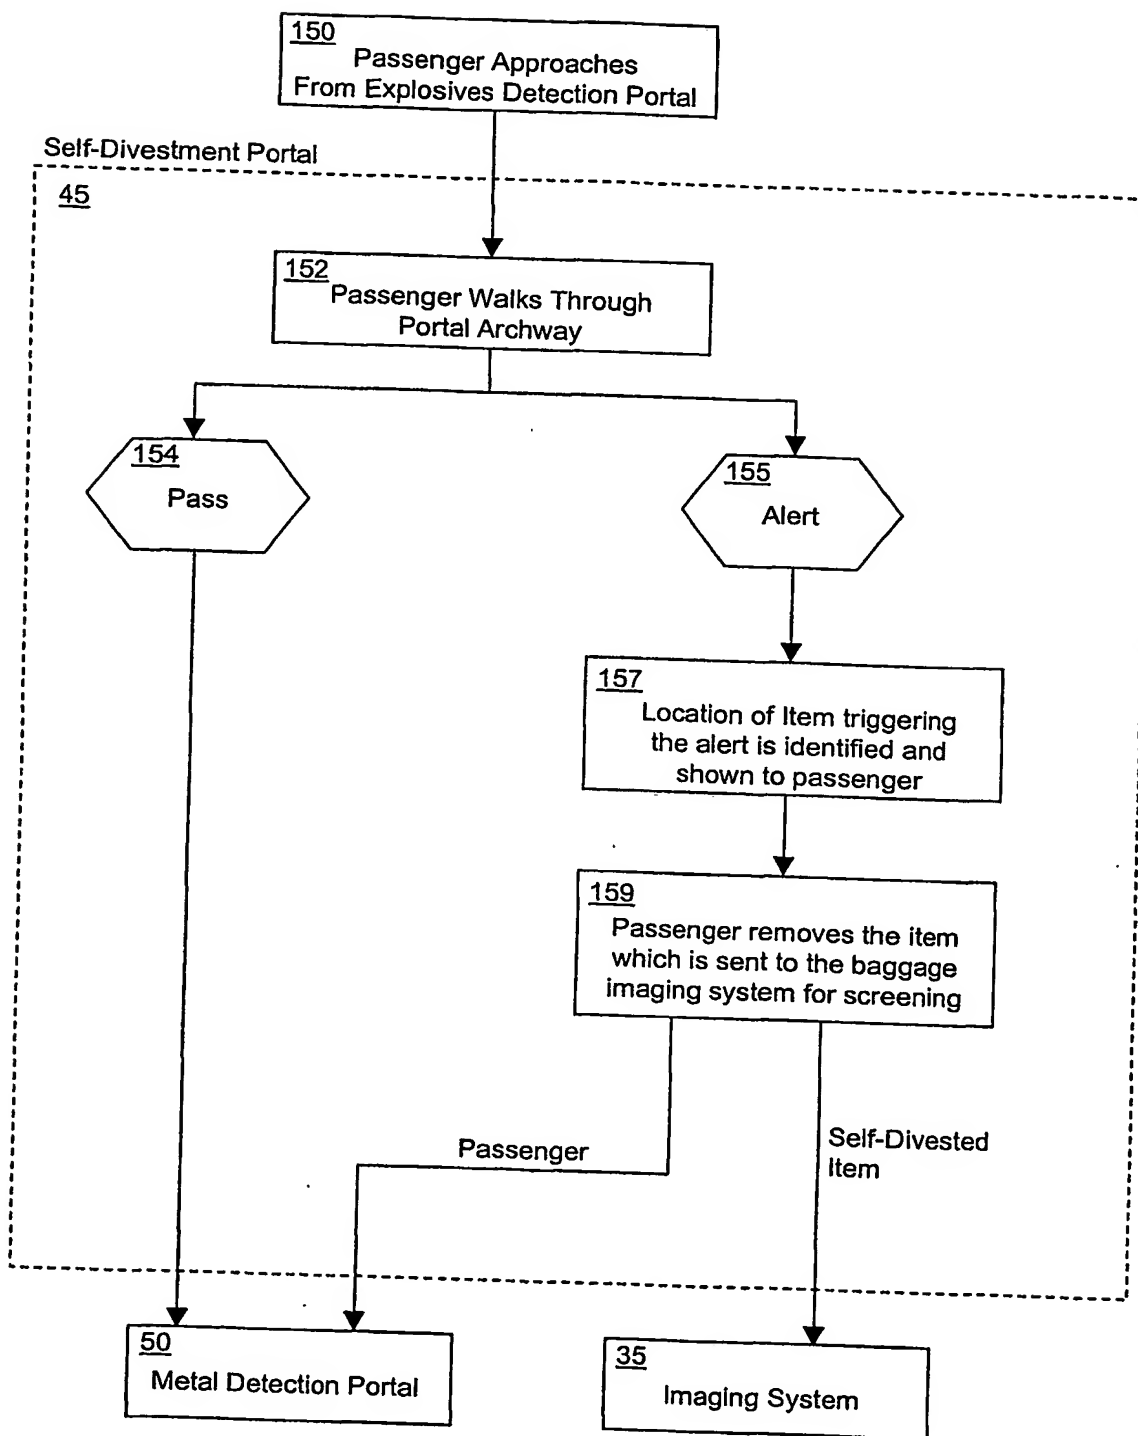 150
Passenger Approaches
From Explosives Detection Portal
Self-Divestment Portal
45
152
Passenger Walks Through
Portal Archway
154
Pass
155
Alert
157
Location of Item triggering
the alert is identified and
shown to passenger
159
Passenger removes the item
which is sent to the baggage
imaging system for screening
Passenger
Self-Divested
Item
50
Metal Detection Portal
35
Imaging System